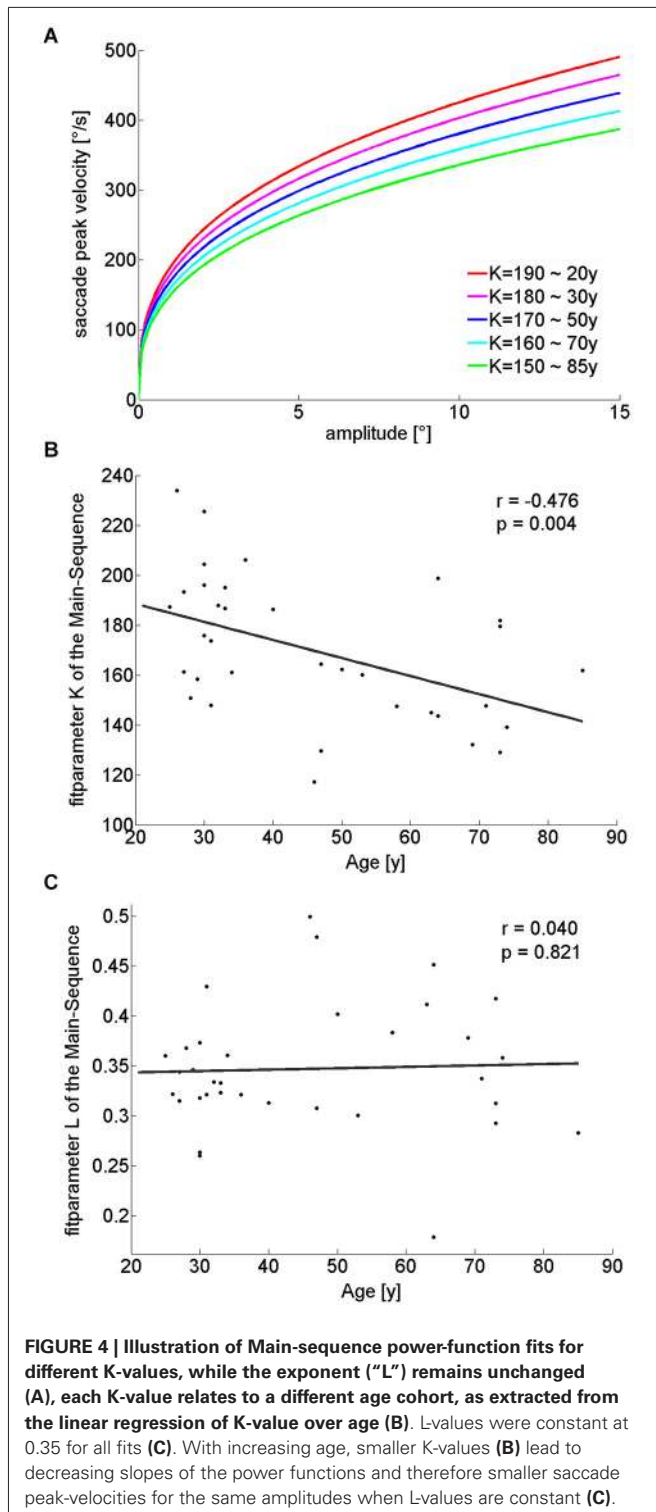 A
500
400
300
200
100
0
saccade peak velocity [°/s]
K=190 ~ 20y
K=180 ~ 30y
K=170 ~ 50y
K=160 ~ 70y
K=150 ~ 85y
0 5 10 15
amplitude [°]
B
240
220
200
180
160
140
120
100
fitparameter K of the Main-Sequence
r = -0.476
p = 0.004
20 30 40 50 60 70 80 90
Age [y]
C
0.5
0.45
0.4
0.35
0.3
0.25
0.2
fitparameter L of the Main-Sequence
r = 0.040
p = 0.821
20 30 40 50 60 70 80 90
Age [y]
FIGURE 4 | Illustration of Main-sequence power-function fits for
different K-values, while the exponent (“L”) remains unchanged
(A), each K-value relates to a different age cohort, as extracted from
the linear regression of K-value over age (B). L-values were constant at
0.35 for all fits (C). With increasing age, smaller K-values (B) lead to
decreasing slopes of the power functions and therefore smaller saccade
peak-velocities for the same amplitudes when L-values are constant (C).